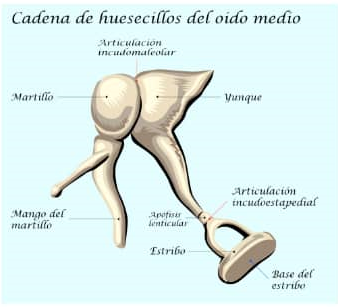 Cadena de huesecillos del oido medio
Articulación
incudomaleolar
Martillo
Yunque
Articulación
incudoestapedial
Mango del
martillo
Apófisis
lenticular
Estribo
Base del
estribo